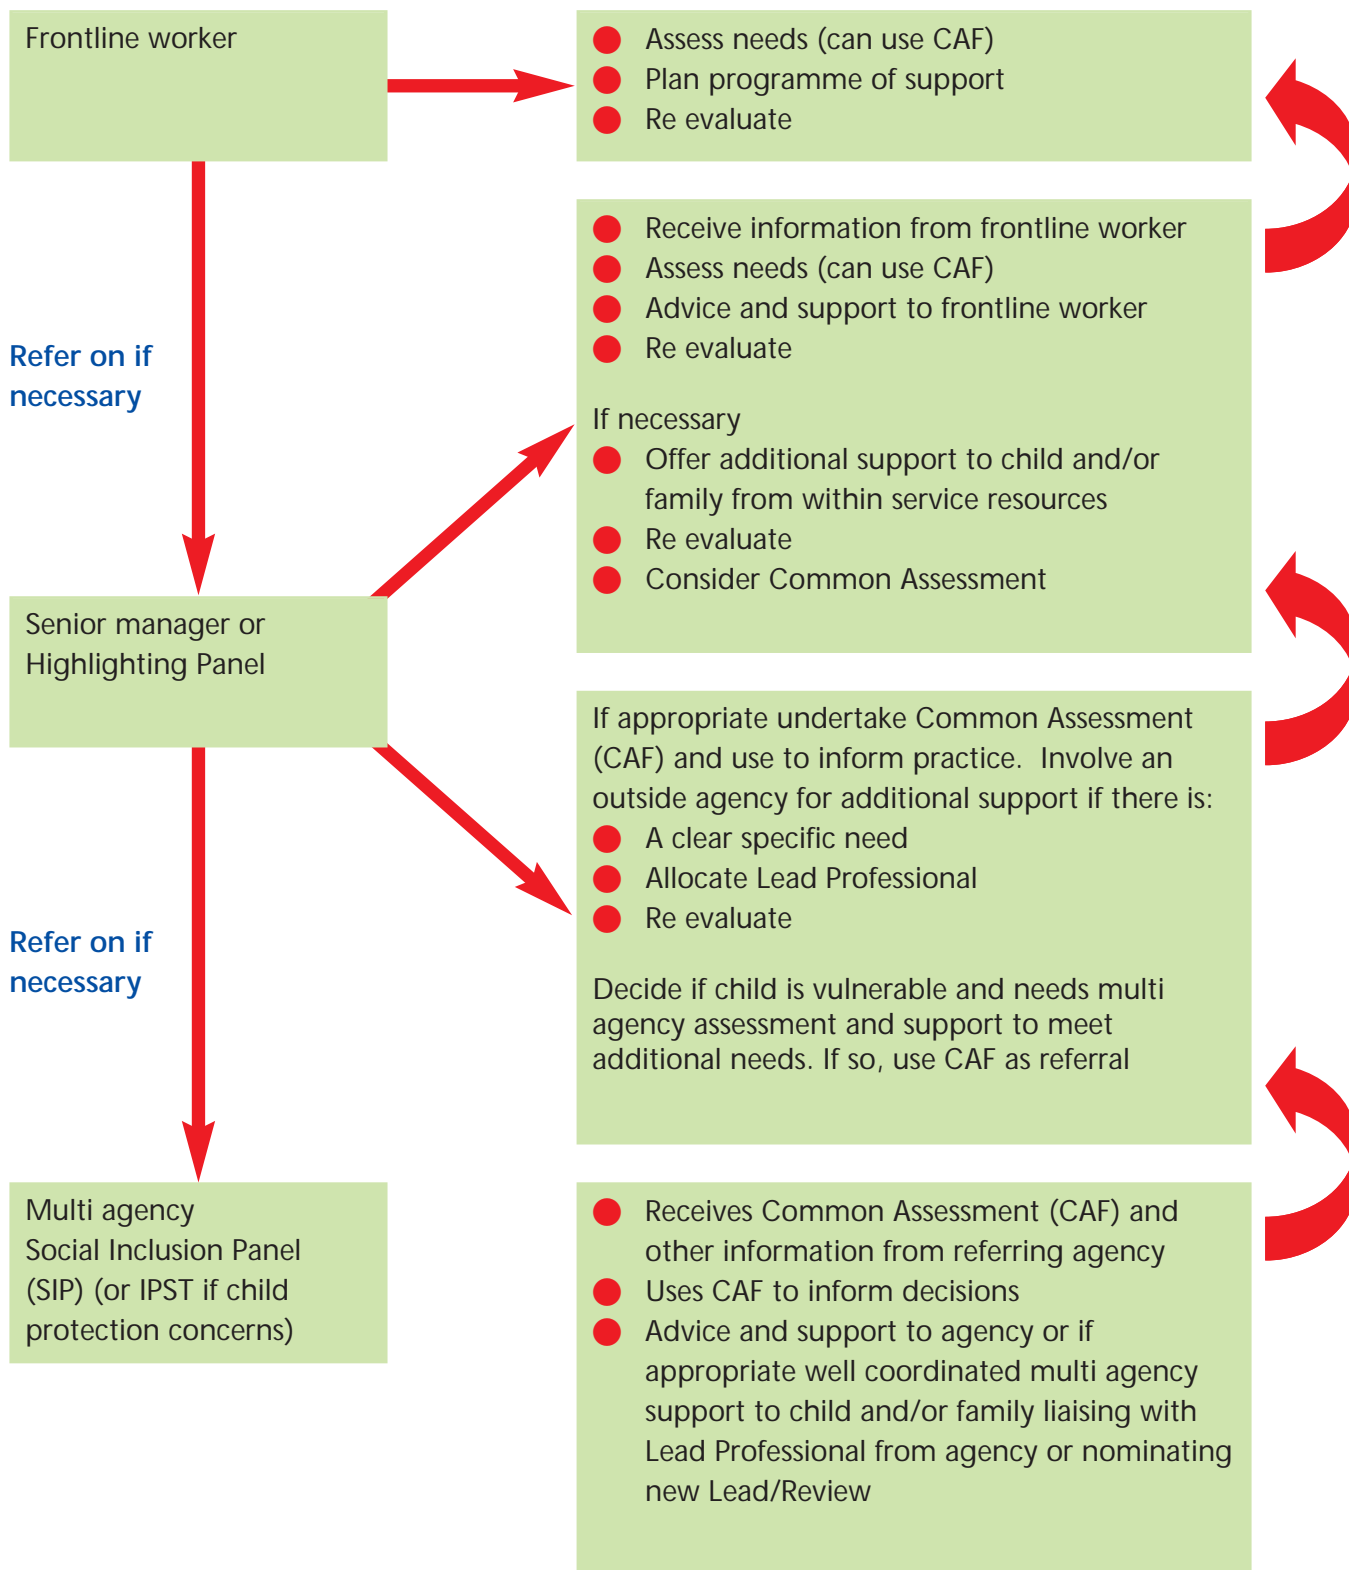 Frontline worker
● Assess needs (can use CAF)
● Plan programme of support
● Re evaluate
● Receive information from frontline worker
● Assess needs (can use CAF)
● Advice and support to frontline worker
● Re evaluate
If necessary
● Offer additional support to child and/or
family from within service resources
● Re evaluate
● Consider Common Assessment
Refer on if
necessary
Senior manager or
Highlighting Panel
If appropriate undertake Common Assessment
(CAF) and use to inform practice. Involve an
outside agency for additional support if there is:
● A clear specific need
● Allocate Lead Professional
● Re evaluate
Decide if child is vulnerable and needs multi
agency assessment and support to meet
additional needs. If so, use CAF as referral
Refer on if
necessary
Multi agency
Social Inclusion Panel
(SIP) (or IPST if child
protection concerns)
● Receives Common Assessment (CAF) and
other information from referring agency
● Uses CAF to inform decisions
● Advice and support to agency or if
appropriate well coordinated multi agency
support to child and/or family liaising with
Lead Professional from agency or nominating
new Lead/Review